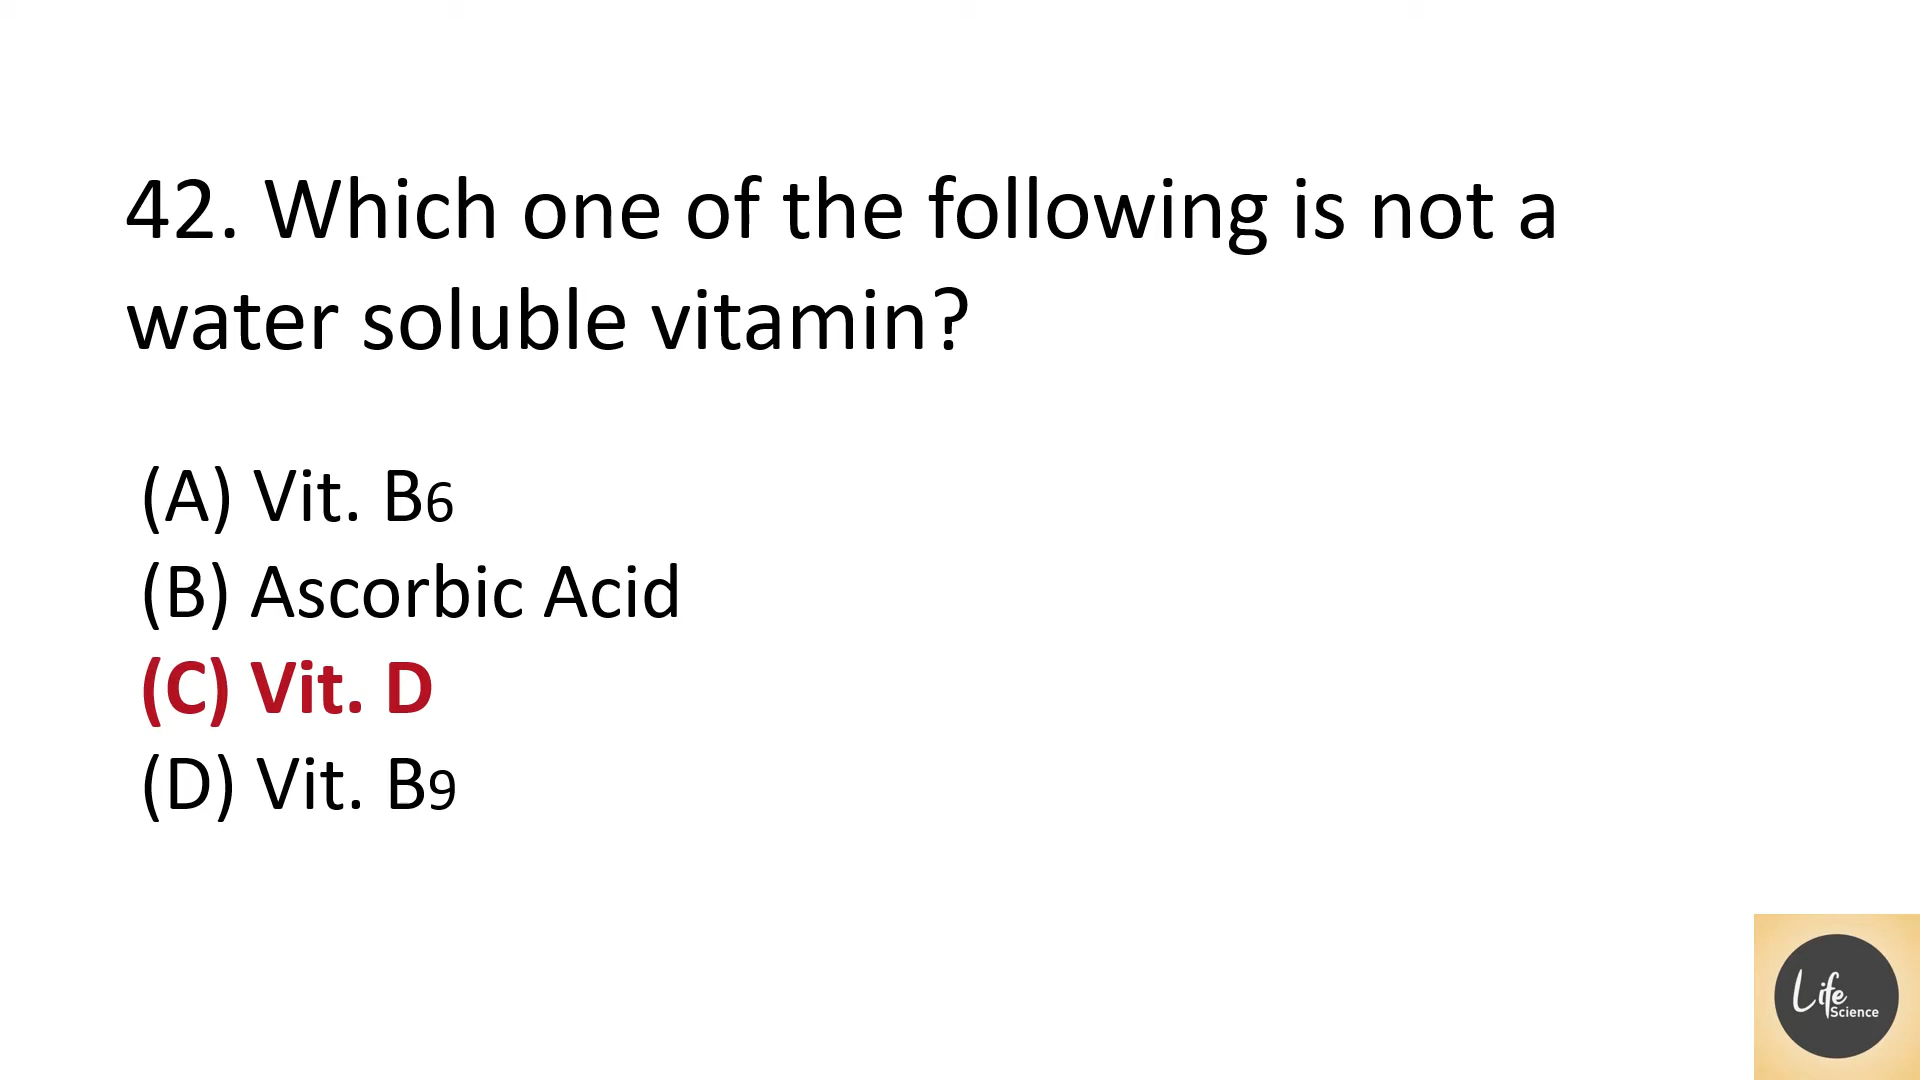 42. Which one of the following is not a
water soluble vitamin?
(A) Vit. B6
(B) Ascorbic Acid
(C) Vit. D
(D) Vit. B9
Life
Science